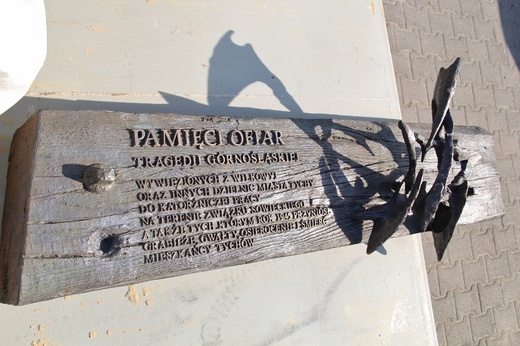 PAMIĘCI OFIAR
TRAGEDII GÓRNOŚLĄSKIEJ
WYWIEZIONYCH Z WILKOWYJ
ORAZ INNYCH DZIELNIC MIASTA TYCHY
DO KATORŻNICZEJ PRACY
NA TERENIE ZWIĄZKU SOWIECKIEGO
A TAKŻE TYCH KTÓRYM ROK 1945 PRZYNIÓSŁ
GRABIEŻE, GWAŁTY, OSIEROCENIE I ŚMIERĆ
MIESZKAŃCY TYCHÓW